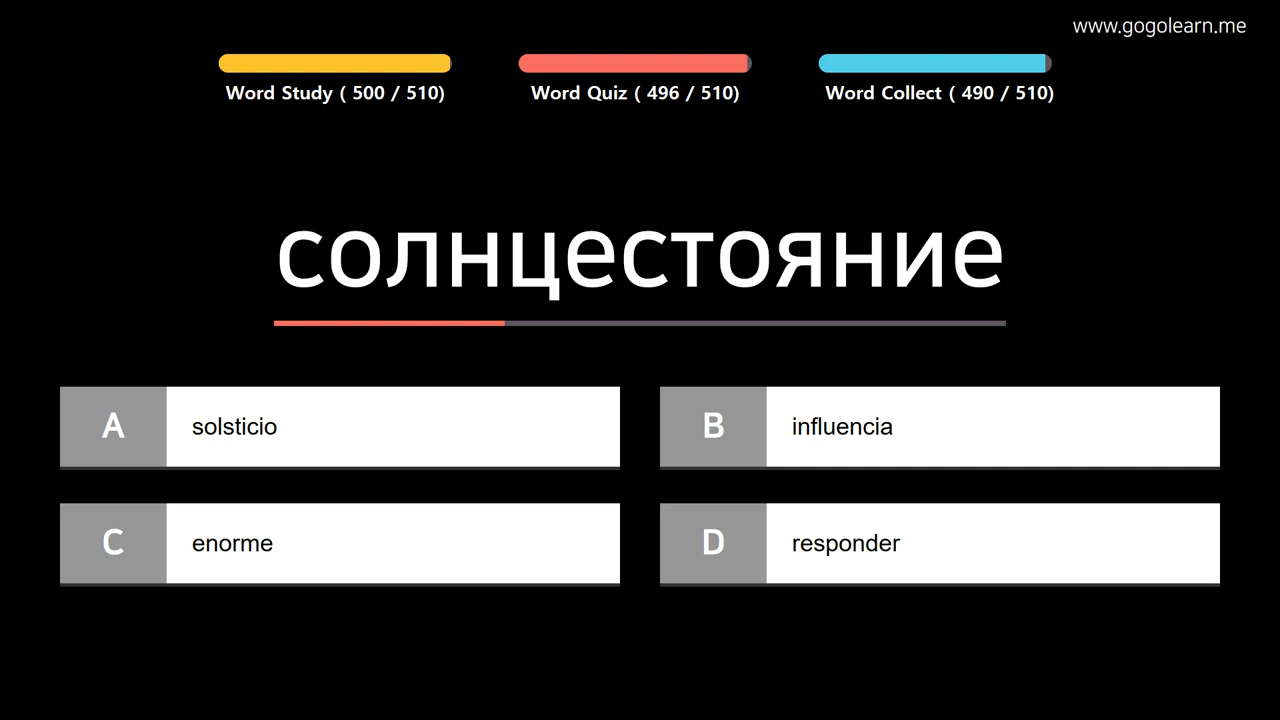 www.gogolearn.me
Word Study ( 500 / 510)
Word Quiz ( 496 / 510)
Word Collect ( 490 / 510)
солнцестояние
A
solsticio
B
influencia
C
enorme
D
responder